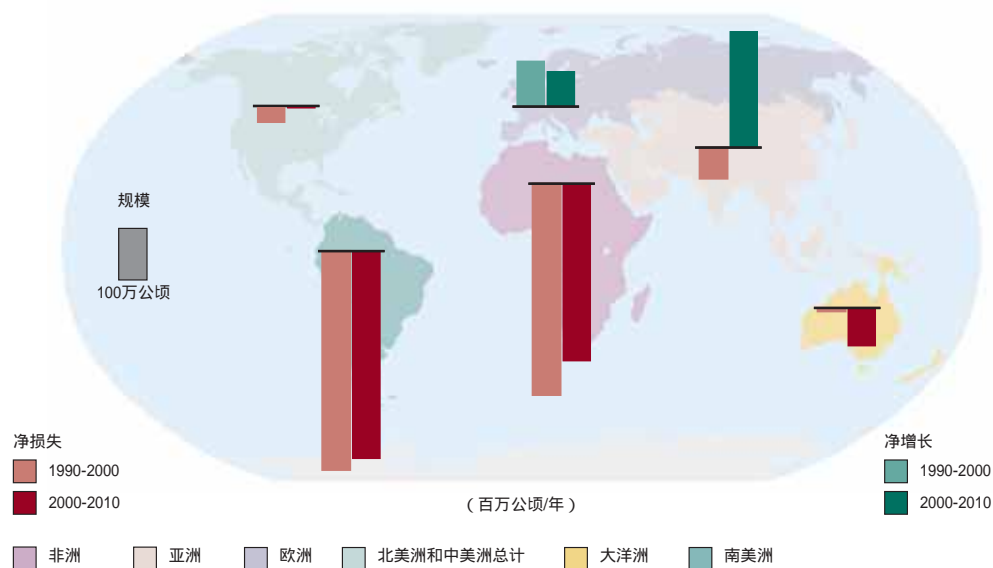 规模
100万公顷
净损失
1990-2000
2000-2010
（百万公顷/年）
净增长
1990-2000
2000-2010
非洲 亚洲 欧洲 北美洲和中美洲总计 大洋洲 南美洲